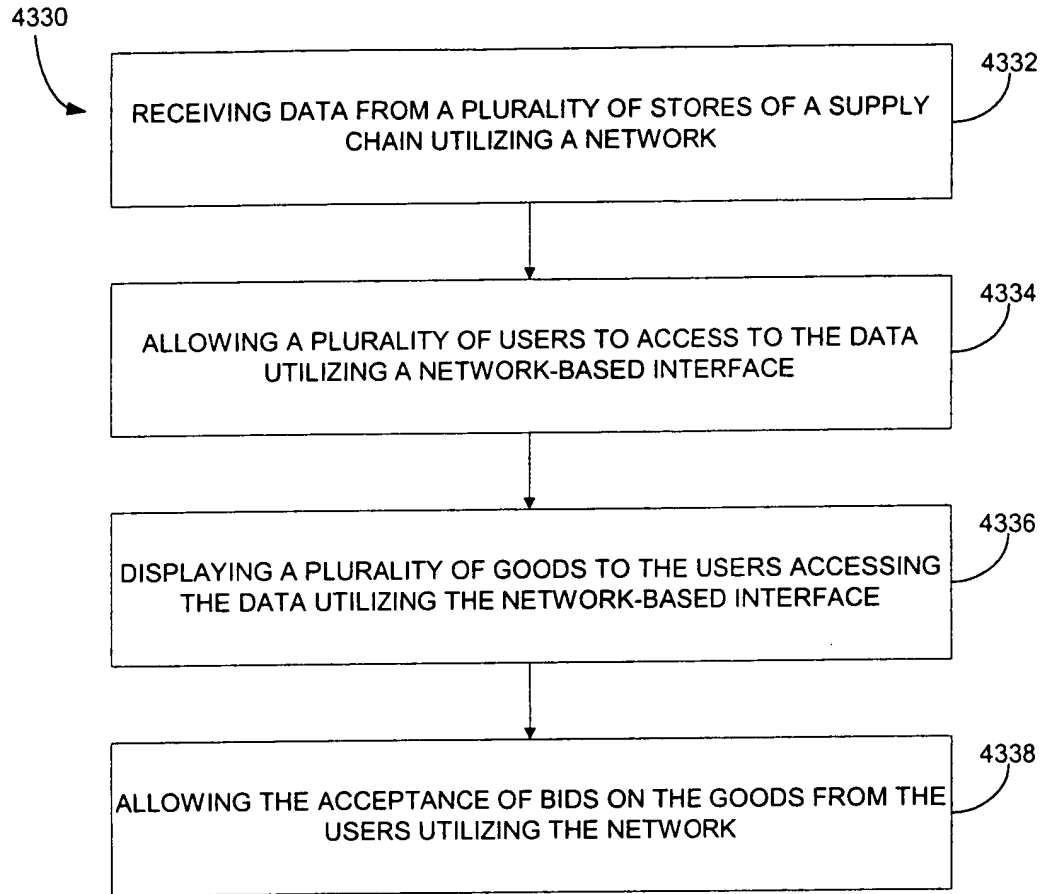 4330
4332
RECEIVING DATA FROM A PLURALITY OF STORES OF A SUPPLY
CHAIN UTILIZING A NETWORK
4334
ALLOWING A PLURALITY OF USERS TO ACCESS TO THE DATA
UTILIZING A NETWORK-BASED INTERFACE
4336
DISPLAYING A PLURALITY OF GOODS TO THE USERS ACCESSING
THE DATA UTILIZING THE NETWORK-BASED INTERFACE
4338
ALLOWING THE ACCEPTANCE OF BIDS ON THE GOODS FROM THE
USERS UTILIZING THE NETWORK